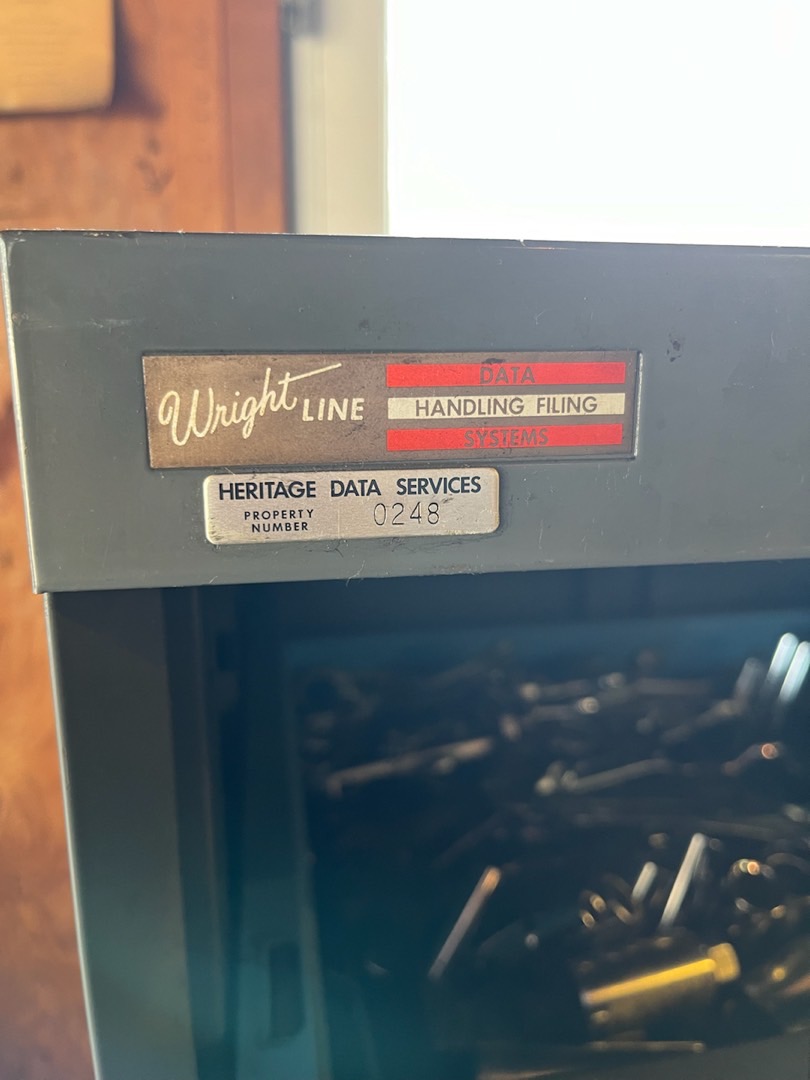 Wright LINE
DATA
HANDLING FILING
SYSTEMS
HERITAGE DATA SERVICES
PROPERTY
NUMBER
0248